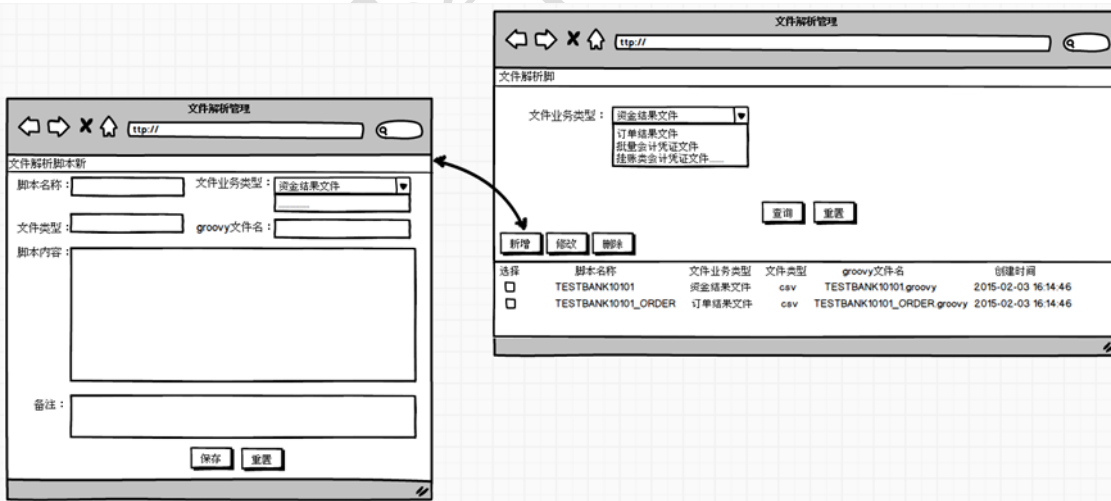 文件解析管理
ttp://
文件解析脚本新
脚本名称：
文件业务类型：
资金结果文件
文件类型：
groovy文件名：
脚本内容：
备注：
保存
重置
文件解析管理
ttp://
文件解析脚
文件业务类型：
资金结果文件
订单结果文件
批量会计凭证文件
挂账类会计凭证文件......
查询
重置
新增 修改 删除
选择 脚本名称 文件业务类型 文件类型 groovy文件名 创建时间
TESTBANK10101 资金结果文件 csv TESTBANK10101.groovy 2015-02-03 16:14:46
TESTBANK10101_ORDER 订单结果文件 csv TESTBANK10101_ORDER.groovy 2015-02-03 16:14:46